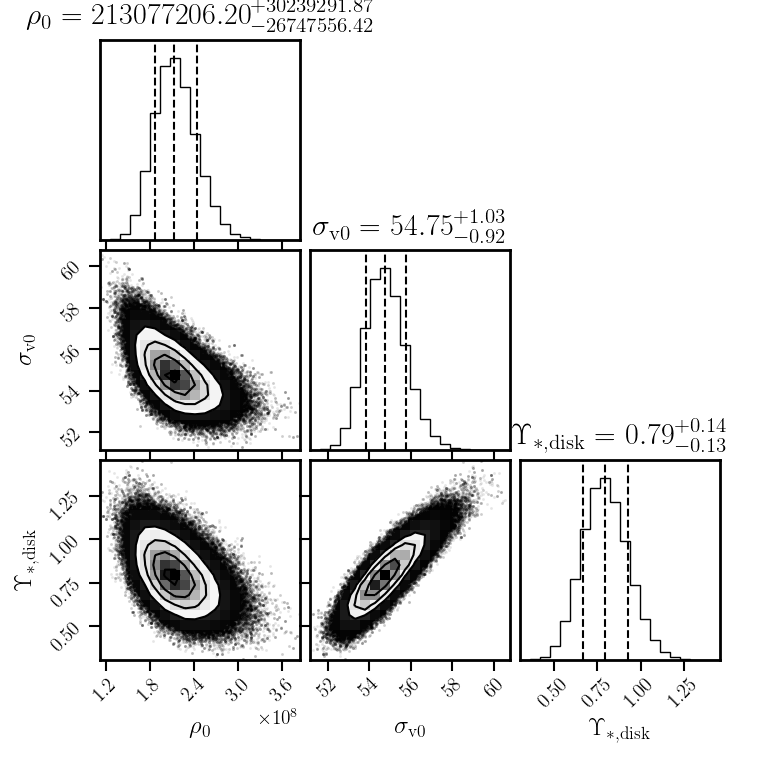 ρ₀ = 213077206.20⁺³⁰²³⁹²⁹¹·⁸⁷₋₂₆₇₄₇₅₅₆.₄₂
σᵥ₀ = 54.75⁺¹·⁰³₋₀.₉₂
60
58
56
54
52
σᵥ₀
ϒ*,disk = 0.79⁺⁰·¹⁴₋₀.₁₃
1.25
1.00
0.75
0.50
ϒ*,disk
1.2 1.8 2.4 3.0 3.6
×10⁸
ρ₀
52 54 56 58 60
σᵥ₀
0.50 0.75 1.00 1.25
ϒ*,disk